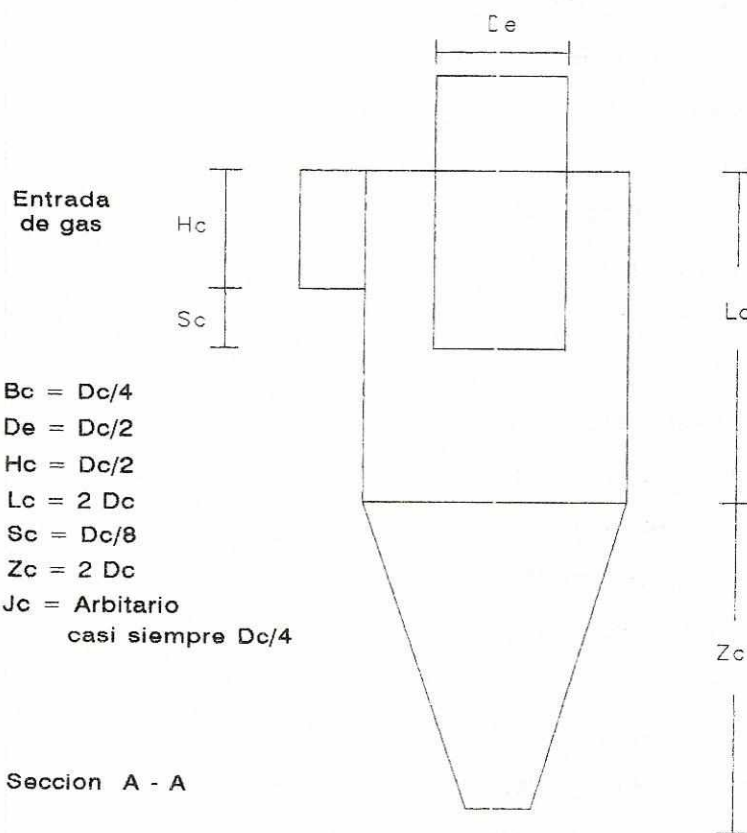 De
Entrada
de gas
Hc
Sc
Lc
Bc = Dc/4
De = Dc/2
Hc = Dc/2
Lc = 2 Dc
Sc = Dc/8
Zc = 2 Dc
Jc = Arbitario
casi siempre Dc/4
Zc
Seccion A - A